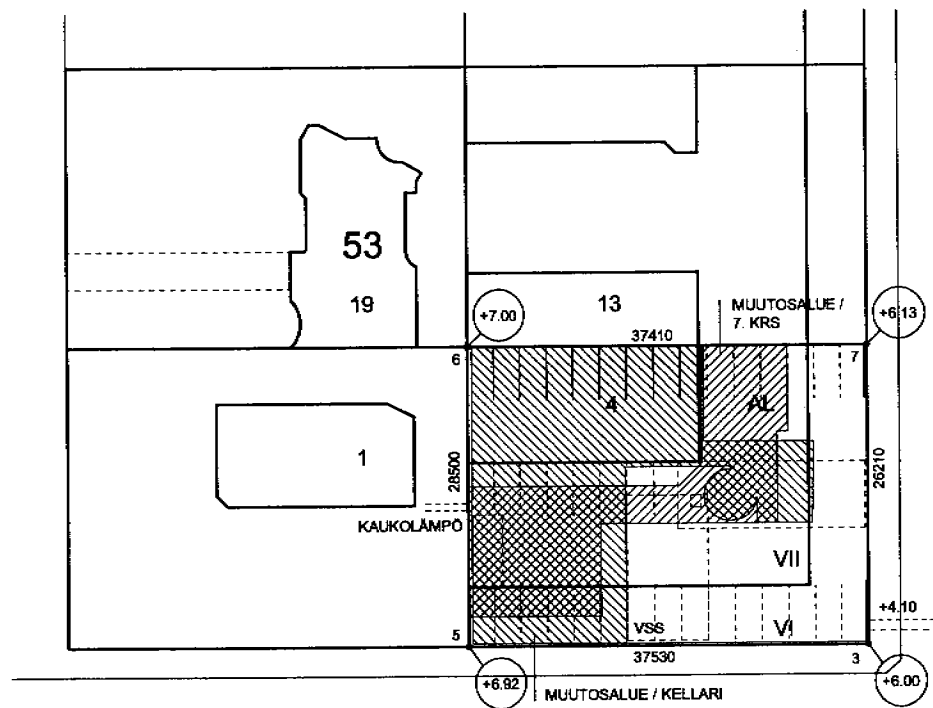 53
19
13
+7.00
MUUTOSALUE /
7. KRS
+6.13
37410
6
7
4
AL
1
28500
26210
KAUKOLÄMPÖ
VII
+4.10
VSS
VI
5
37530
3
+6.92
MUUTOSALUE / KELLARI
+6.00